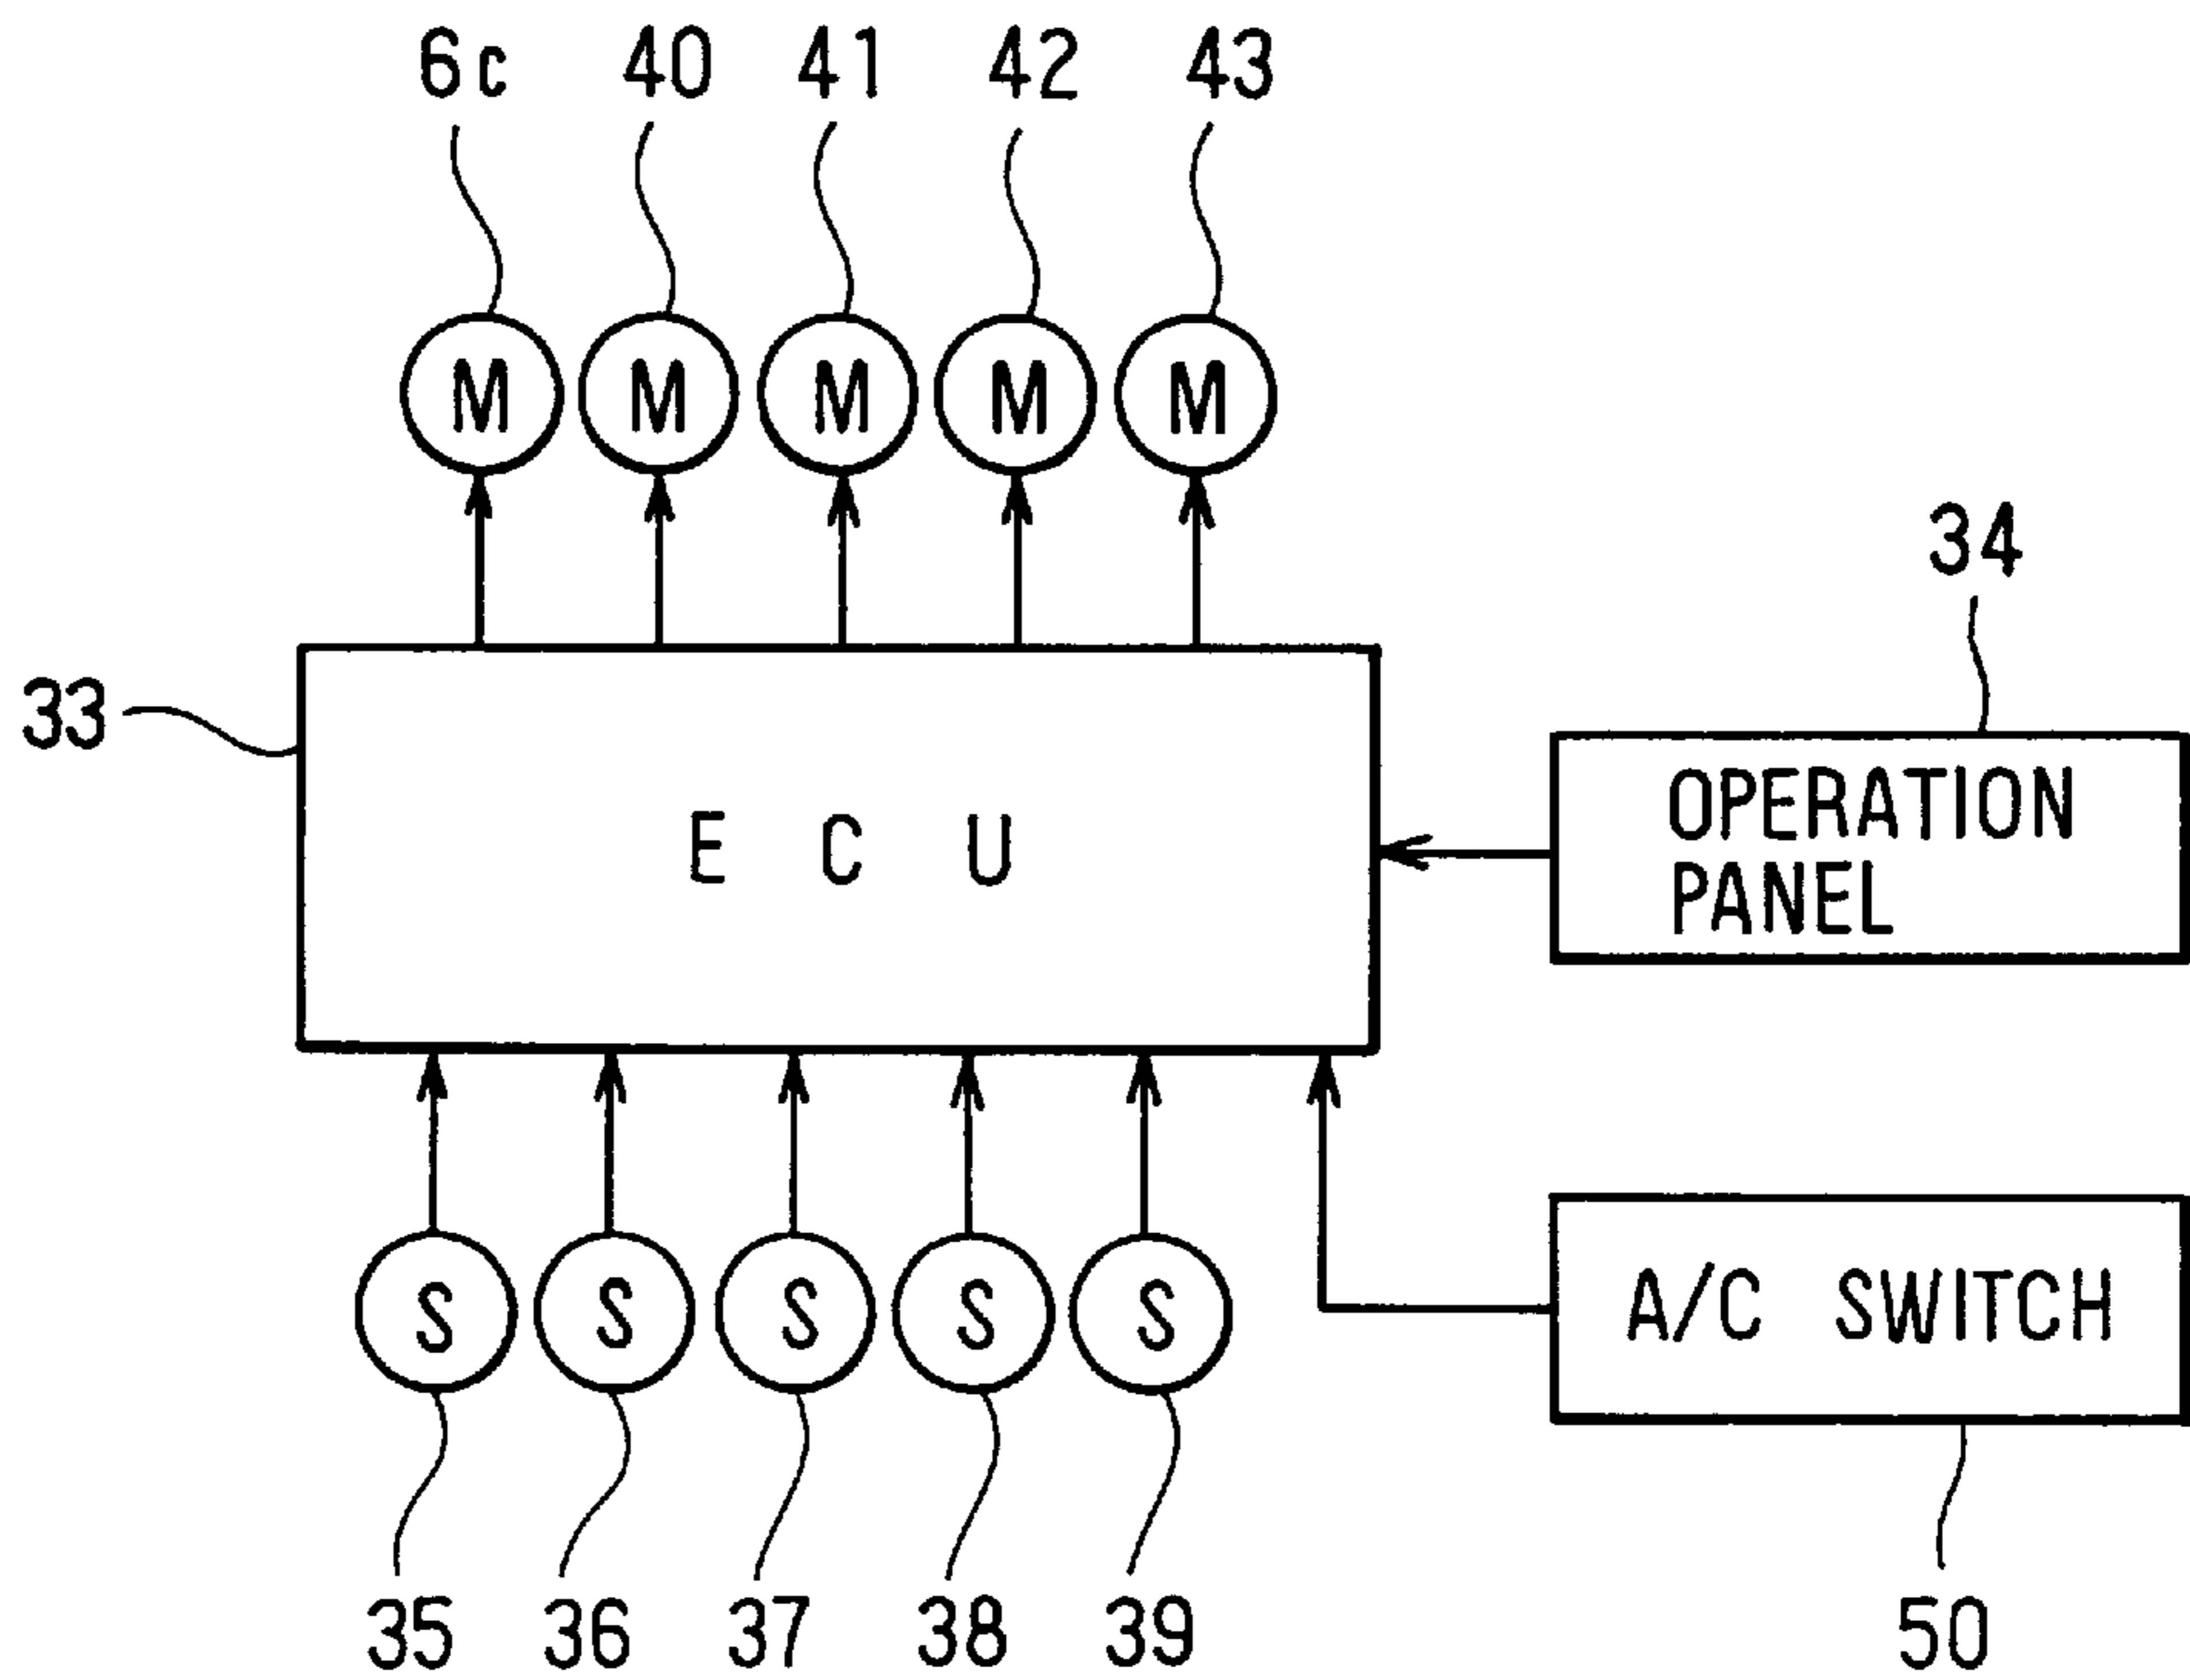 6c 40 41 42 43
M M M M M
34
33
OPERATION
PANEL
E C U
A/C SWITCH
S S S S S
35 36 37 38 39
50